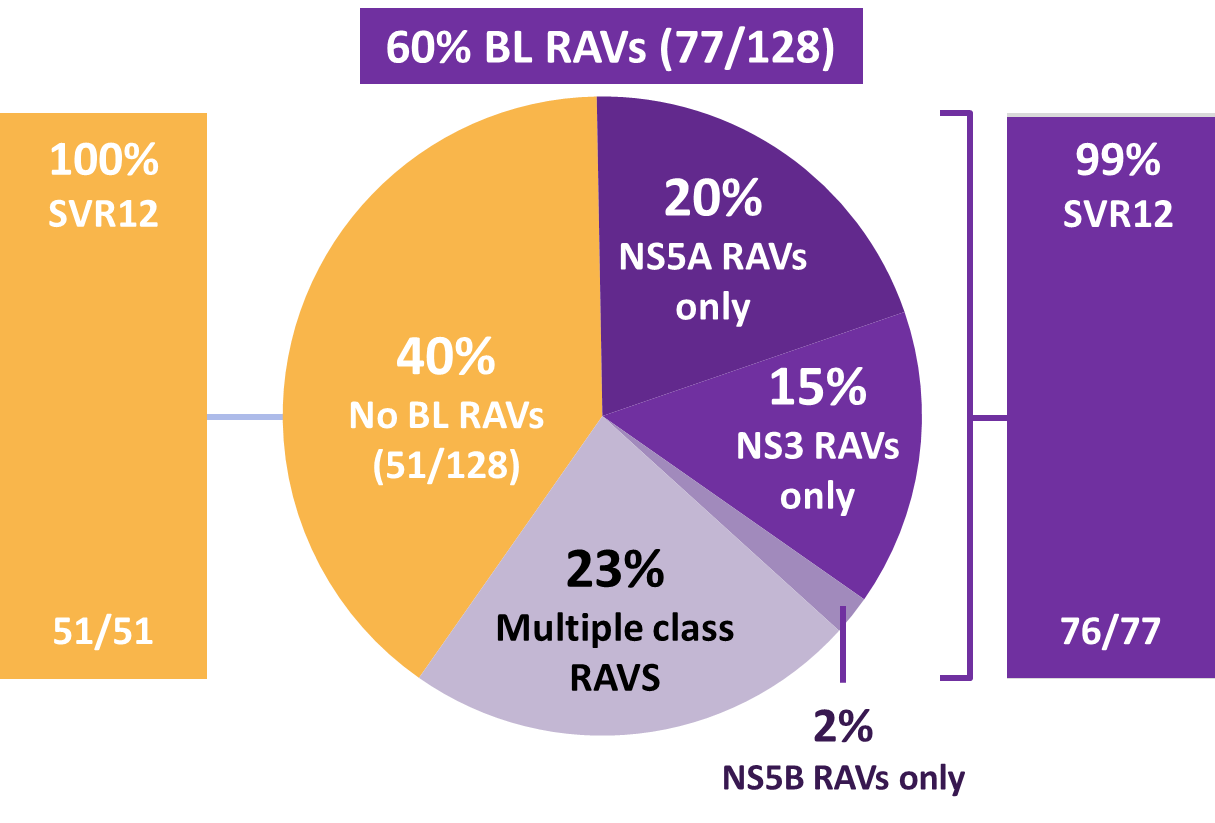 60% BL RAVs (77/128)
100%
SVR12
51/51
40%
No BL RAVs
(51/128)
20%
NS5A RAVs
only
15%
NS3 RAVs
only
23%
Multiple class
RAVS
2%
NS5B RAVs only
99%
SVR12
76/77